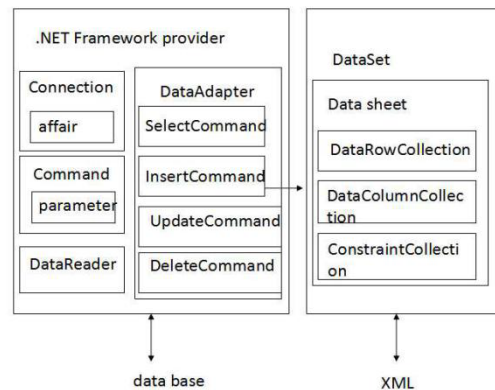 .NET Framework provider
Connection
affair
Command
parameter
DataReader
DataAdapter
SelectCommand
InsertCommand
UpdateCommand
DeleteCommand
data base
DataSet
Data sheet
DataRowCollection
DataColumnCollec
tion
ConstraintCollecti
on
XML